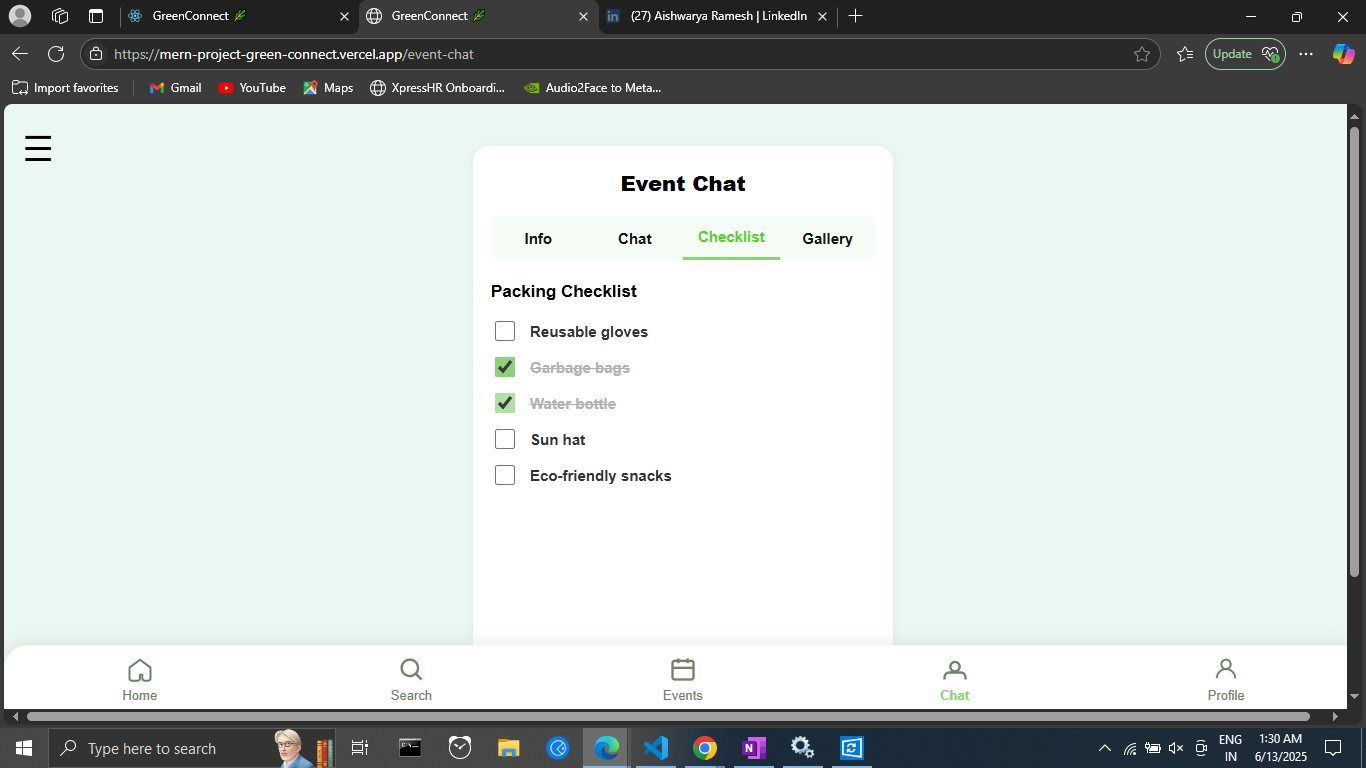 GreenConnect
GreenConnect
(27) Aishwarya Ramesh | LinkedIn
https://mern-project-green-connect.vercel.app/event-chat
Update
Import favorites
Gmail
YouTube
Maps
XpressHR Onboardi...
Audio2Face to Meta...
Event Chat
Info
Chat
Checklist
Gallery
Packing Checklist
Reusable gloves
Garbage bags
Water bottle
Sun hat
Eco-friendly snacks
Home
Search
Events
Chat
Profile
Type here to search
ENG
IN
1:30 AM
6/13/2025